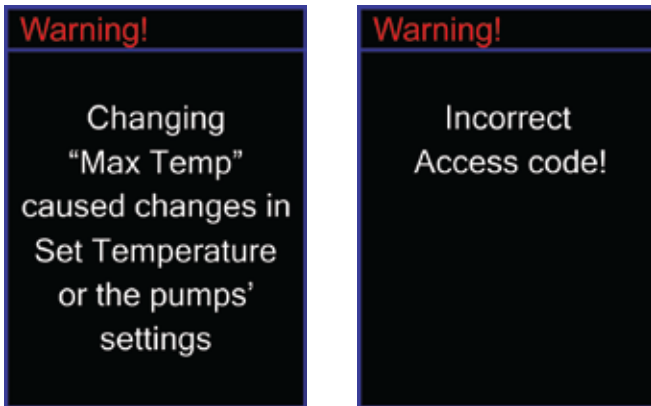 Warning!
Changing
“Max Temp”
caused changes in
Set Temperature
or the pumps’
settings
Warning!
Incorrect
Access code!